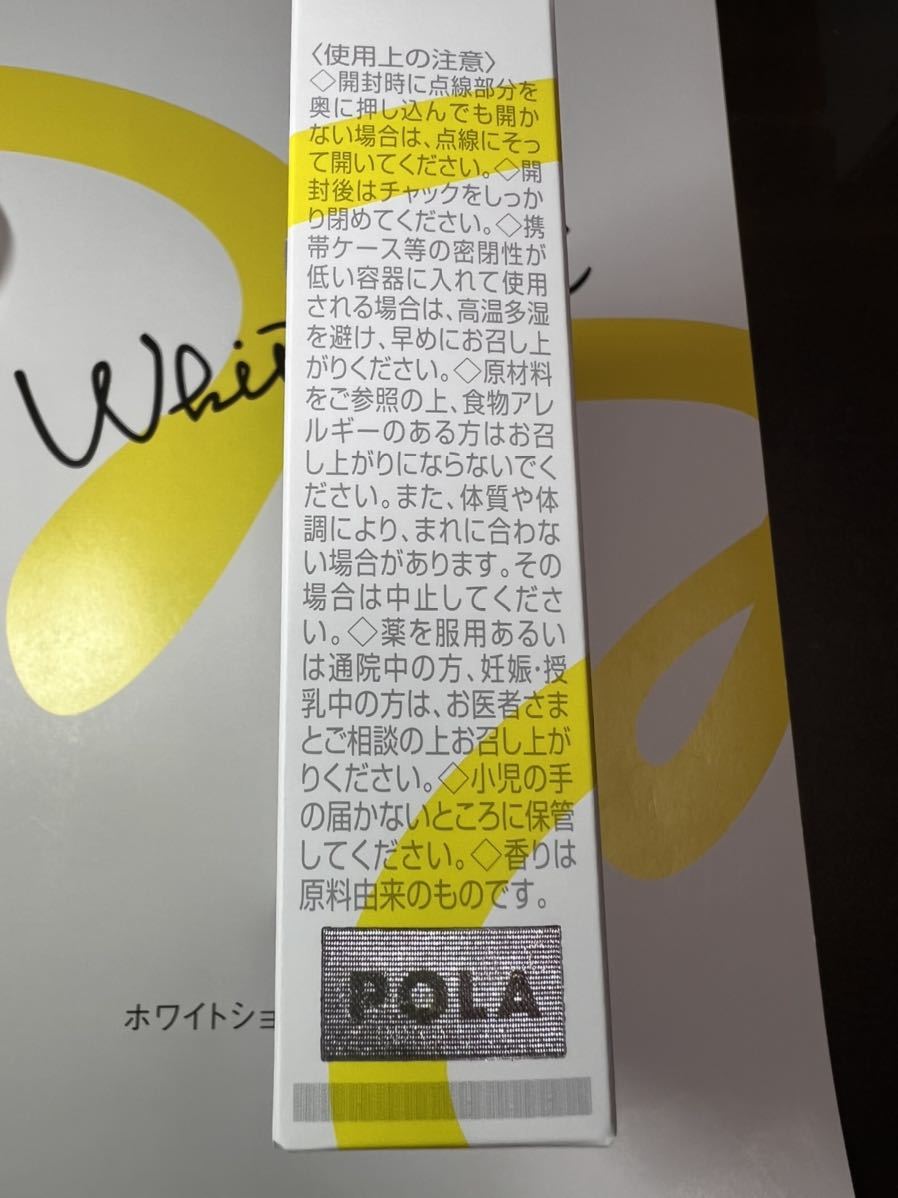 〈使用上の注意〉
◇開封時に点線部分を
奥に押し込んでも開か
ない場合は、点線にそっ
て開いてください。◇開
封後はチャックをしっか
り閉めてください。◇携
帯ケース等の密閉性が
低い容器に入れて使用
される場合は、高温多湿
を避け、早めにお召し上
がりください。◇原材料
をご参照の上、食物アレ
ルギーのある方はお召
し上がりにならないでく
ださい。また、体質や体
調により、まれに合わな
い場合があります。その
場合は中止してくださ
い。◇薬を服用あるい
は通院中の方、妊娠・授
乳中の方は、お医者さま
とご相談の上お召し上が
りください。◇小児の手
の届かないところに保管
してください。◇香りは
原料由来のものです。
POLA
Whit
ホワイトショ